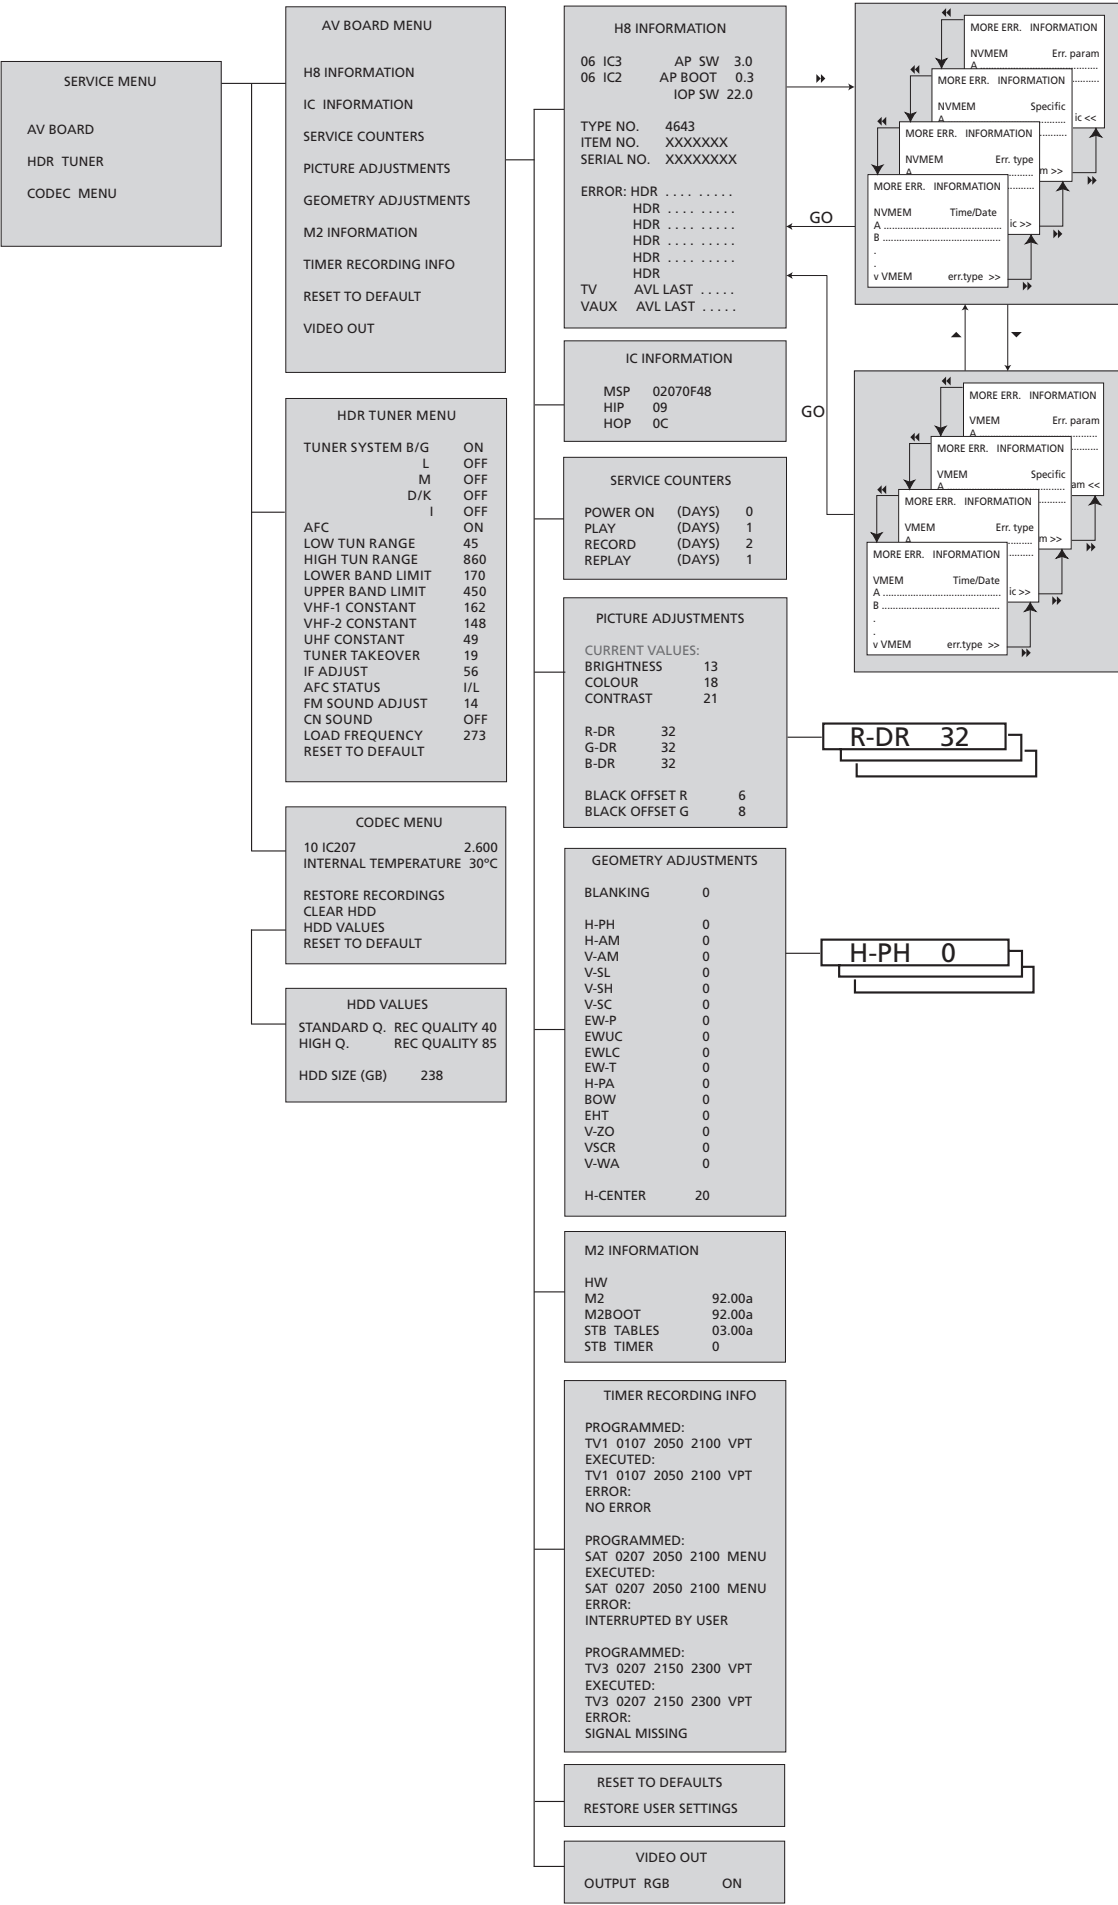 SERVICE MENU
AV BOARD
HDR TUNER
CODEC MENU
AV BOARD MENU
H8 INFORMATION
IC INFORMATION
SERVICE COUNTERS
PICTURE ADJUSTMENTS
GEOMETRY ADJUSTMENTS
M2 INFORMATION
TIMER RECORDING INFO
RESET TO DEFAULT
VIDEO OUT
HDR TUNER MENU
TUNER SYSTEM B/G ON
L OFF
M OFF
D/K OFF
I OFF
AFC ON
LOW TUN RANGE 45
HIGH TUN RANGE 860
LOWER BAND LIMIT 170
UPPER BAND LIMIT 450
VHF-1 CONSTANT 162
VHF-2 CONSTANT 148
UHF CONSTANT 49
TUNER TAKEOVER 19
IF ADJUST 56
AFC STATUS I/L
FM SOUND ADJUST 14
CN SOUND OFF
LOAD FREQUENCY 273
RESET TO DEFAULT
CODEC MENU
10 IC207 2.600
INTERNAL TEMPERATURE 30ºC
RESTORE RECORDINGS
CLEAR HDD
HDD VALUES
RESET TO DEFAULT
HDD VALUES
STANDARD Q. REC QUALITY 40
HIGH Q. REC QUALITY 85
HDD SIZE (GB) 238
H8 INFORMATION
06 IC3 AP SW 3.0
06 IC2 AP BOOT 0.3
IOP SW 22.0
TYPE NO. 4643
ITEM NO. XXXXXXX
SERIAL NO. XXXXXXXX
ERROR: HDR .... .....
HDR .... .....
HDR .... .....
HDR .... .....
HDR .... .....
HDR
TV AVL LAST .....
VAUX AVL LAST .....
IC INFORMATION
MSP 02070F48
HIP 09
HOP 0C
SERVICE COUNTERS
POWER ON (DAYS) 0
PLAY (DAYS) 1
RECORD (DAYS) 2
REPLAY (DAYS) 1
PICTURE ADJUSTMENTS
CURRENT VALUES:
BRIGHTNESS 13
COLOUR 18
CONTRAST 21
R-DR 32
G-DR 32
B-DR 32
BLACK OFFSET R 6
BLACK OFFSET G 8
GEOMETRY ADJUSTMENTS
BLANKING 0
H-PH 0
H-AM 0
V-AM 0
V-SL 0
V-SH 0
V-SC 0
EW-P 0
EWUC 0
EWLC 0
EW-T 0
H-PA 0
BOW 0
EHT 0
V-ZO 0
VSCR 0
V-WA 0
H-CENTER 20
M2 INFORMATION
HW
M2 92.00a
M2BOOT 92.00a
STB TABLES 03.00a
STB TIMER 0
TIMER RECORDING INFO
PROGRAMMED:
TV1 0107 2050 2100 VPT
EXECUTED:
TV1 0107 2050 2100 VPT
ERROR:
NO ERROR
PROGRAMMED:
SAT 0207 2050 2100 MENU
EXECUTED:
SAT 0207 2050 2100 MENU
ERROR:
INTERRUPTED BY USER
PROGRAMMED:
TV3 0207 2150 2300 VPT
EXECUTED:
TV3 0207 2150 2300 VPT
ERROR:
SIGNAL MISSING
RESET TO DEFAULTS
RESTORE USER SETTINGS
VIDEO OUT
OUTPUT RGB ON
GO
GO
MORE ERR. INFORMATION
NVMEM Err. param
A ..............
MORE ERR. INFORMATION
NVMEM Specific
A ..............
ic <<
MORE ERR. INFORMATION
NVMEM Err. type
A ..............
m >>
MORE ERR. INFORMATION
NVMEM Time/Date
A ..............
ic >>
B ..............
.
.
v VMEM err.type >>
MORE ERR. INFORMATION
VMEM Err. param
A ..............
MORE ERR. INFORMATION
VMEM Specific
A ..............
am <<
MORE ERR. INFORMATION
VMEM Err. type
A ..............
m >>
MORE ERR. INFORMATION
VMEM Time/Date
A ..............
ic >>
B ..............
.
.
v VMEM err.type >>
R-DR 32
H-PH 0